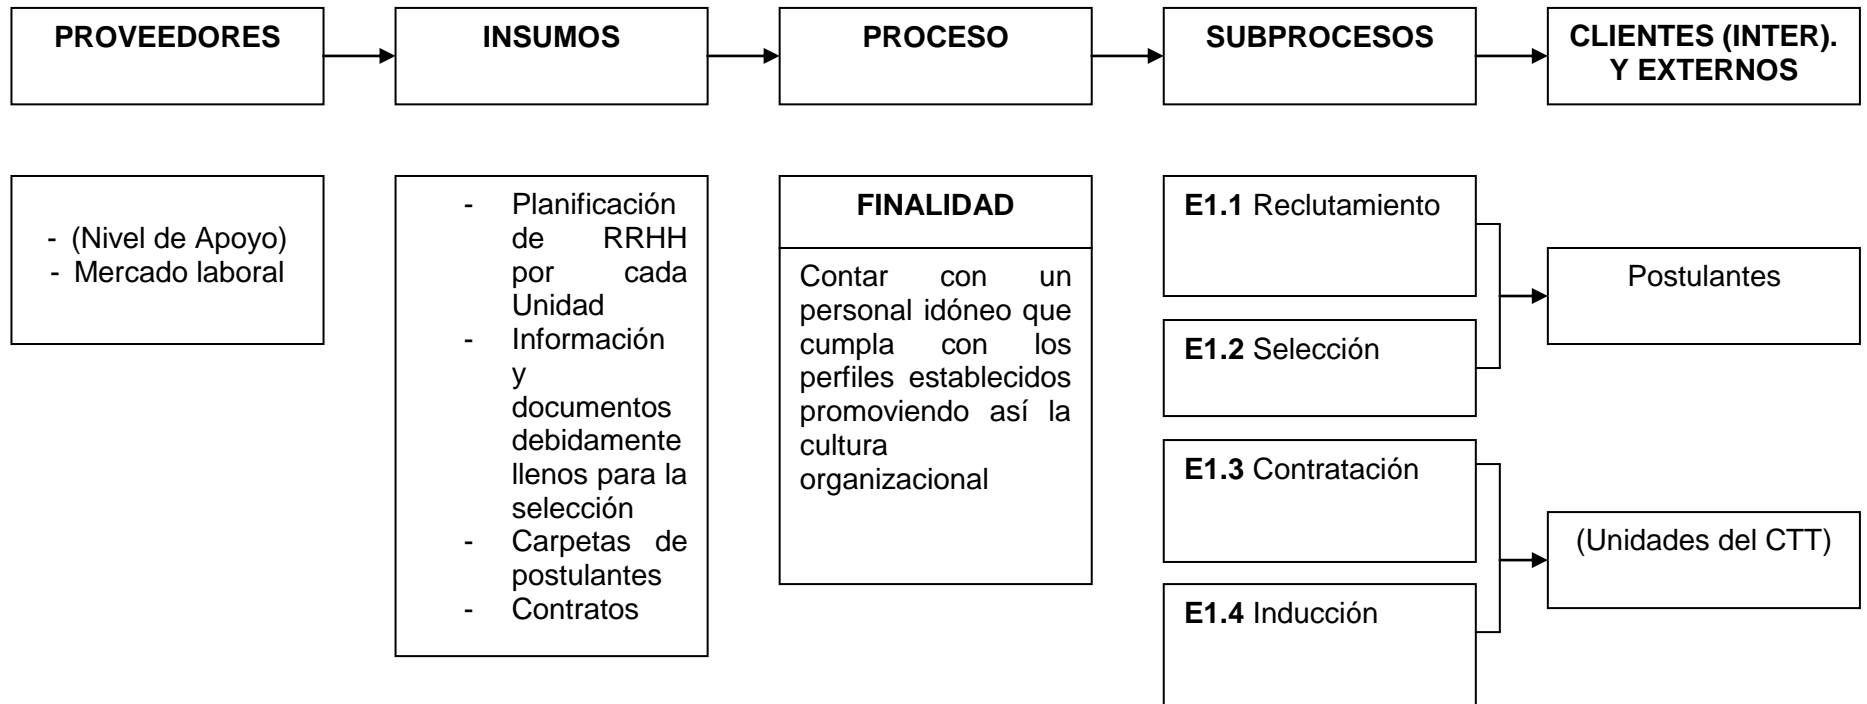 PROVEEDORES
INSUMOS
PROCESO
SUBPROCESOS
CLIENTES (INTER).
Y EXTERNOS
- (Nivel de Apoyo)
- Mercado laboral
- Planificación
de RRHH
por cada
Unidad
- Información
y
documentos
debidamente
llenos para la
selección
- Carpetas de
postulantes
- Contratos
FINALIDAD
Contar con un
personal idóneo que
cumpla con los
perfiles establecidos
promoviendo así la
cultura
organizacional
E1.1 Reclutamiento
E1.2 Selección
E1.3 Contratación
E1.4 Inducción
Postulantes
(Unidades del CTT)